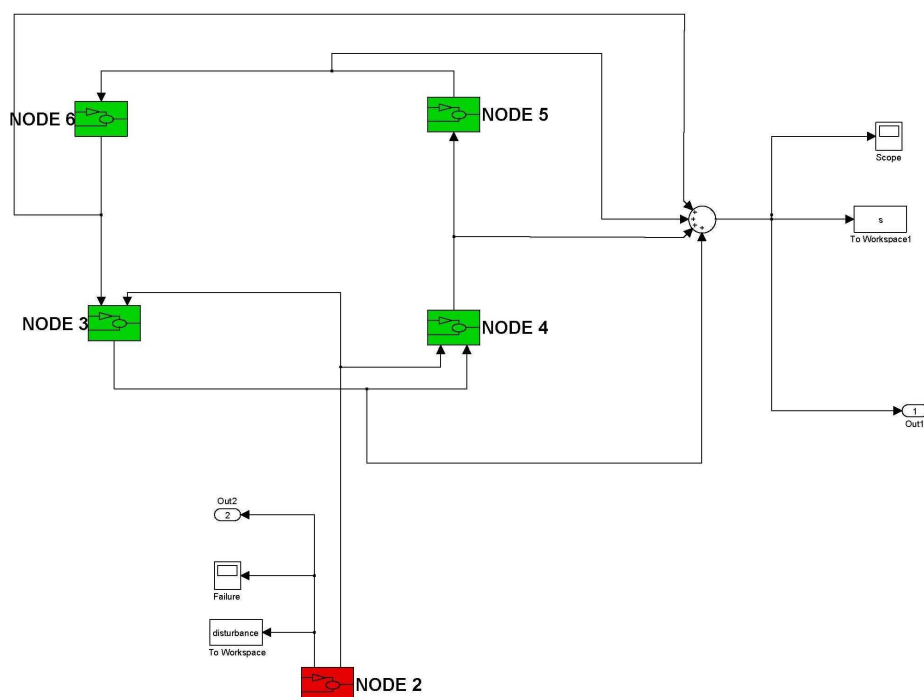 NODE 6
NODE 5
Scope
s
To Workspace1
NODE 3
NODE 4
1
Out1
Out2
2
Failure
disturbance
To Workspace
NODE 2